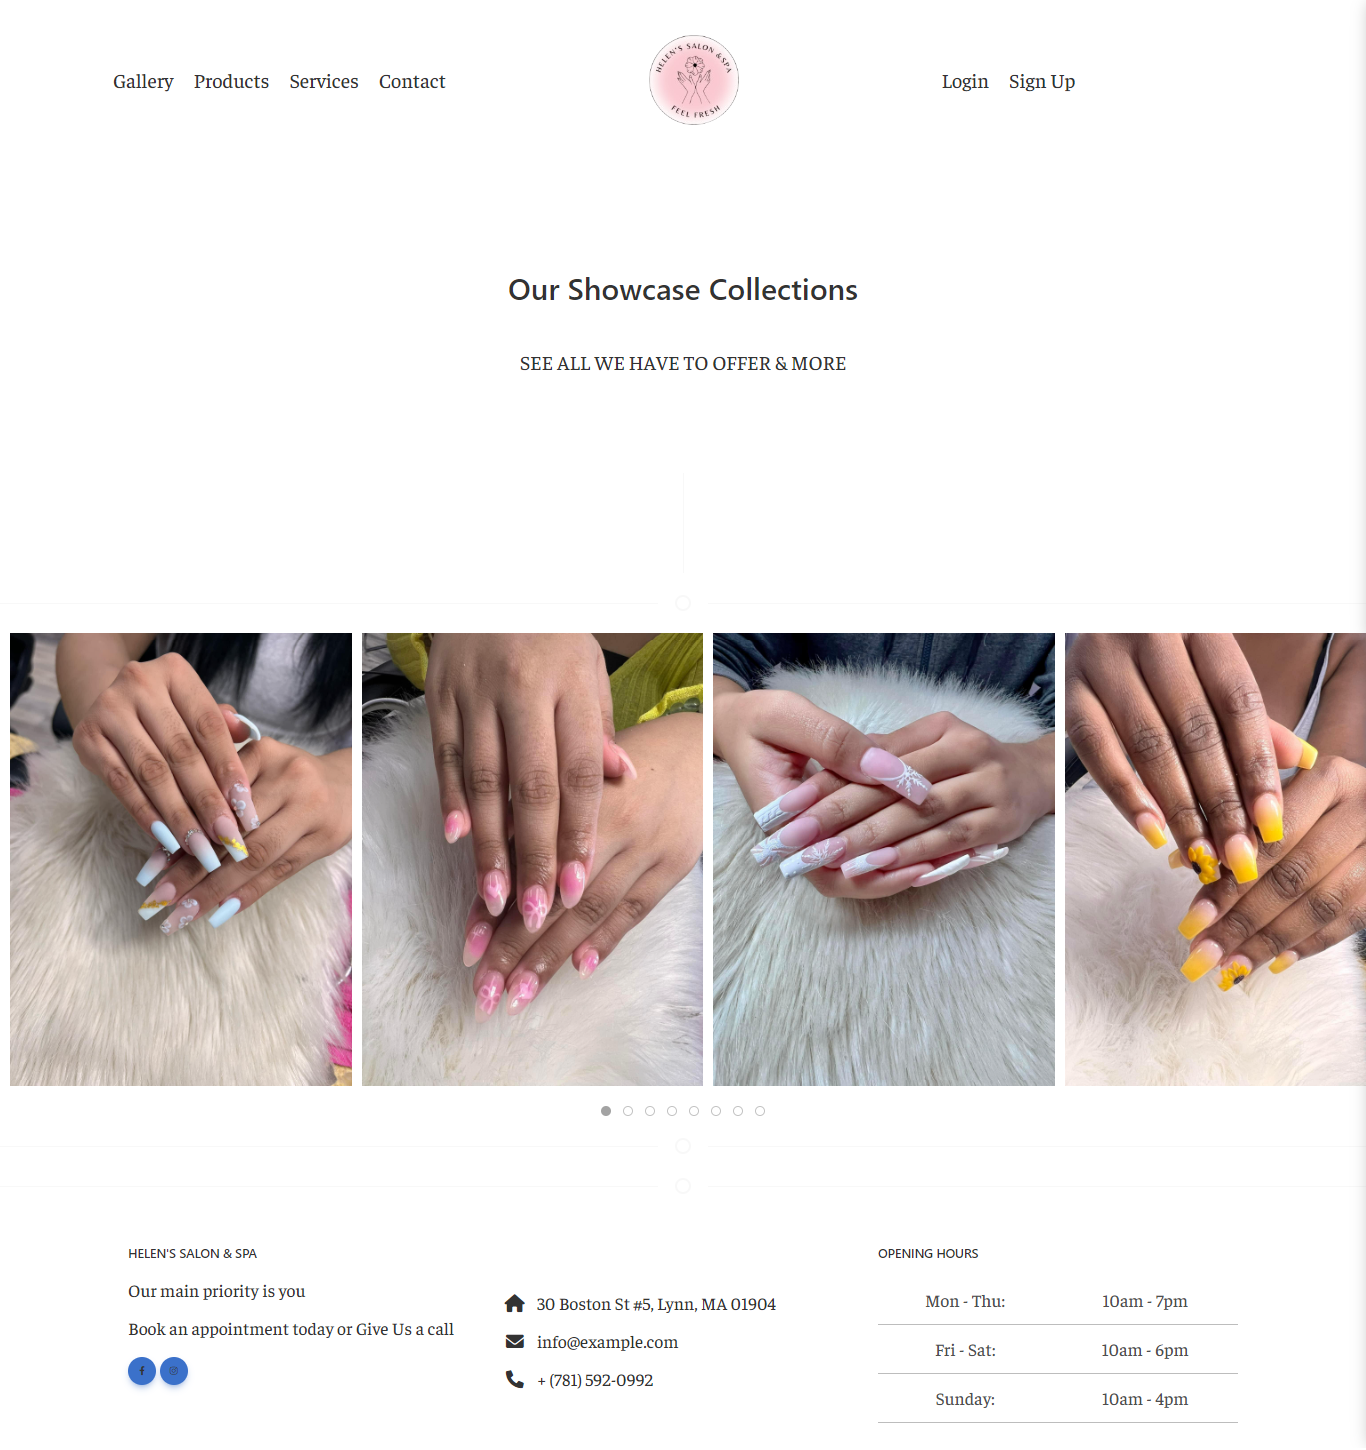 Gallery Products Services Contact
HELEN'S SALON & SPA
FEEL FRESH
Login Sign Up
Our Showcase Collections
SEE ALL WE HAVE TO OFFER & MORE
HELEN'S SALON & SPA
Our main priority is you
Book an appointment today or Give Us a call
30 Boston St #5, Lynn, MA 01904
info@example.com
+ (781) 592-0992
OPENING HOURS
Mon - Thu: 10am - 7pm
Fri - Sat: 10am - 6pm
Sunday: 10am - 4pm